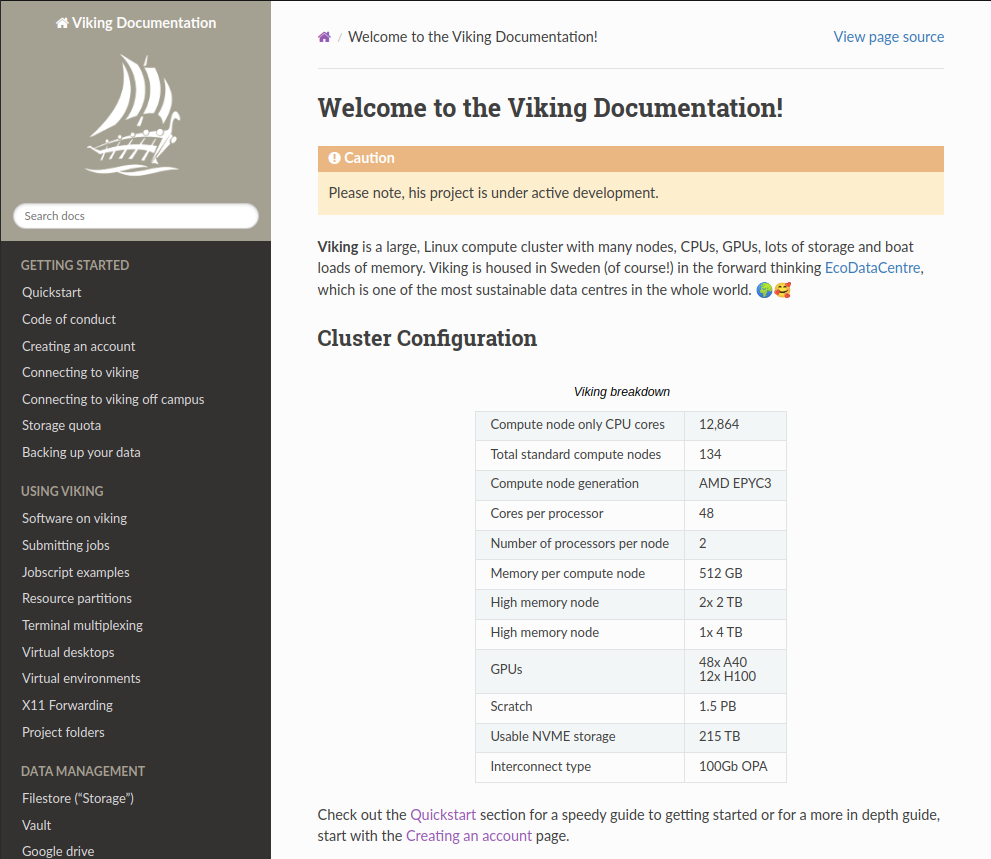 Viking Documentation
Search docs
GETTING STARTED
Quickstart
Code of conduct
Creating an account
Connecting to viking
Connecting to viking off campus
Storage quota
Backing up your data
USING VIKING
Software on viking
Submitting jobs
Jobscript examples
Resource partitions
Terminal multiplexing
Virtual desktops
Virtual environments
X11 Forwarding
Project folders
DATA MANAGEMENT
Filestore (“Storage”)
Vault
Google drive
/ Welcome to the Viking Documentation!
View page source
Welcome to the Viking Documentation!
Caution
Please note, his project is under active development.
Viking is a large, Linux compute cluster with many nodes, CPUs, GPUs, lots of storage and boat
loads of memory. Viking is housed in Sweden (of course!) in the forward thinking EcoDataCentre,
which is one of the most sustainable data centres in the whole world. 🌍🥰
Cluster Configuration
Viking breakdown
Compute node only CPU cores 12,864
Total standard compute nodes 134
Compute node generation AMD EPYC3
Cores per processor 48
Number of processors per node 2
Memory per compute node 512 GB
High memory node 2x 2 TB
High memory node 1x 4 TB
GPUs 48x A40
12x H100
Scratch 1.5 PB
Usable NVME storage 215 TB
Interconnect type 100Gb OPA
Check out the Quickstart section for a speedy guide to getting started or for a more in depth guide,
start with the Creating an account page.